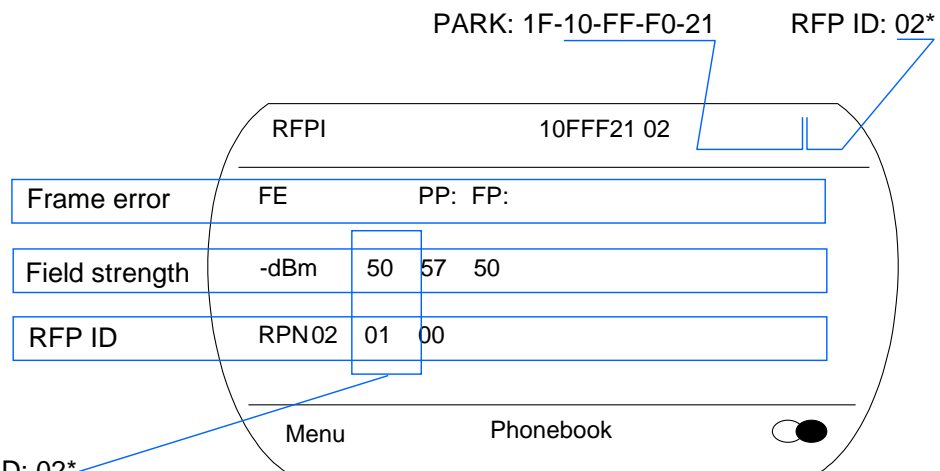 PARK: 1F-10-FF-F0-21 RFP ID: 02*
RFPI 10FFF21 02
Frame error FE PP: FP:
Field strength -dBm 50 57 50
RFP ID RPN02 01 00
Menu Phonebook
D: 02*